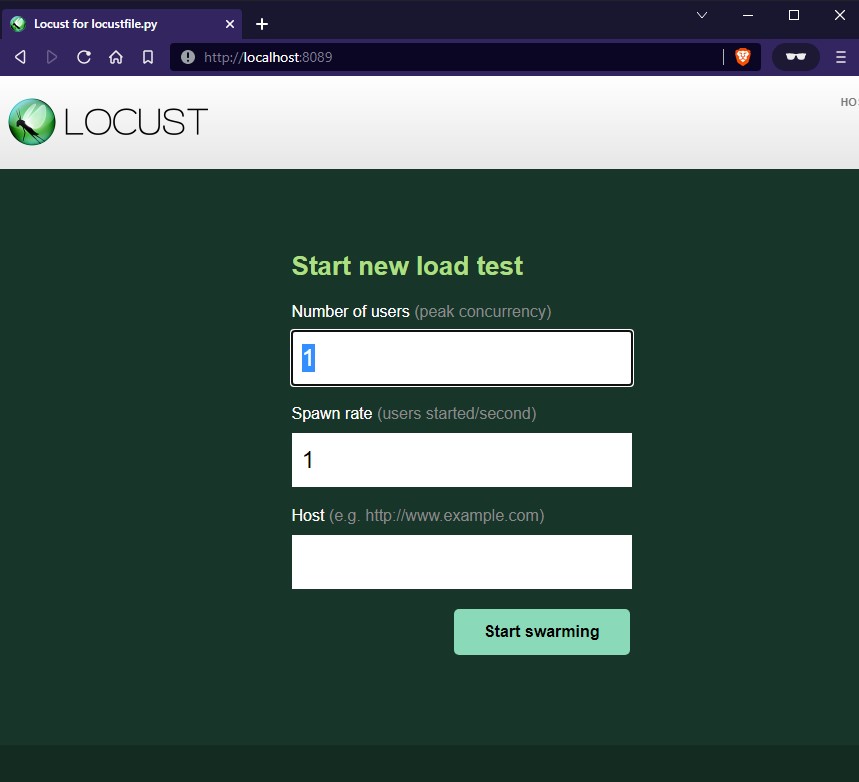 Locust for locustfile.py
http://localhost:8089
LOCUST
HOS
Start new load test
Number of users (peak concurrency)
1
Spawn rate (users started/second)
1
Host (e.g. http://www.example.com)
Start swarming